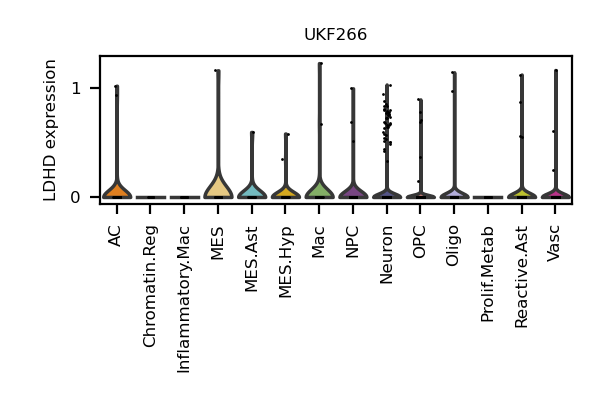 UKF266
LDHD expression
1
0
AC
Chromatin.Reg
Inflammatory.Mac
MES
MES.Ast
MES.Hyp
Mac
NPC
Neuron
OPC
Oligo
Prolif.Metab
Reactive.Ast
Vasc